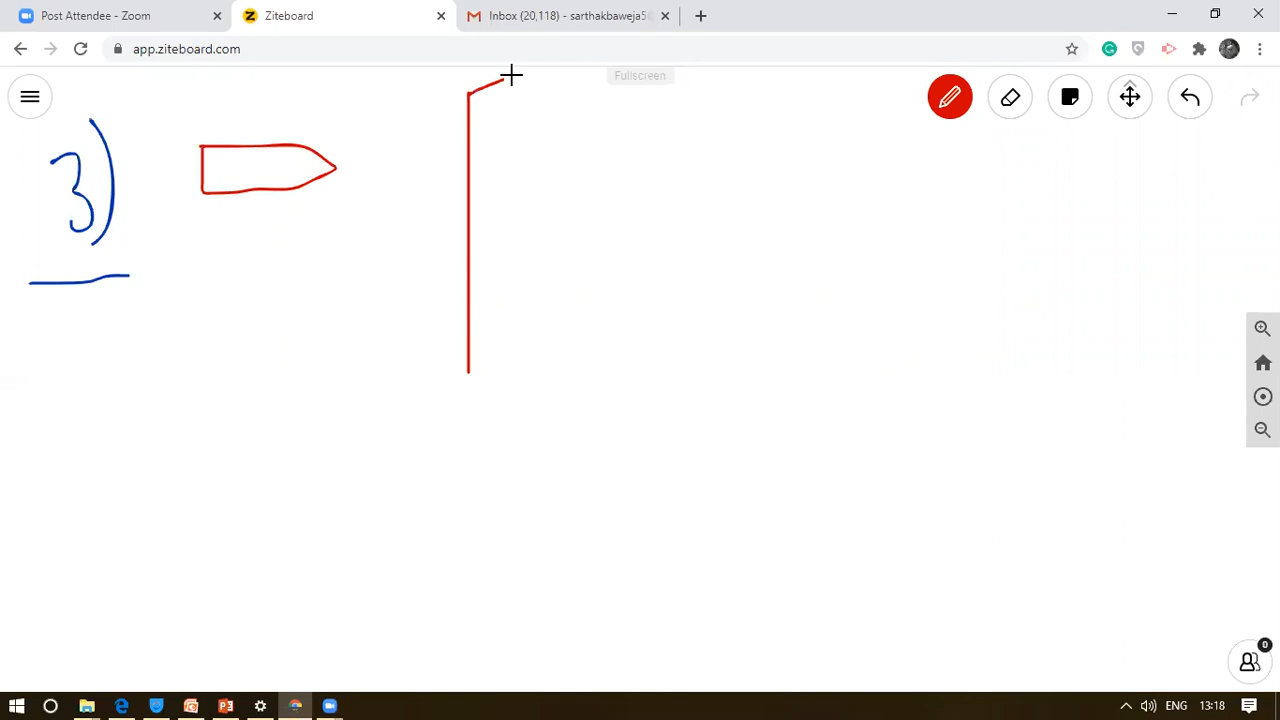 Post Attendee - Zoom
Ziteboard
Inbox (20,118) - sarthakbaweja5
app.ziteboard.com
Fullscreen
3)
0
ENG
13:18